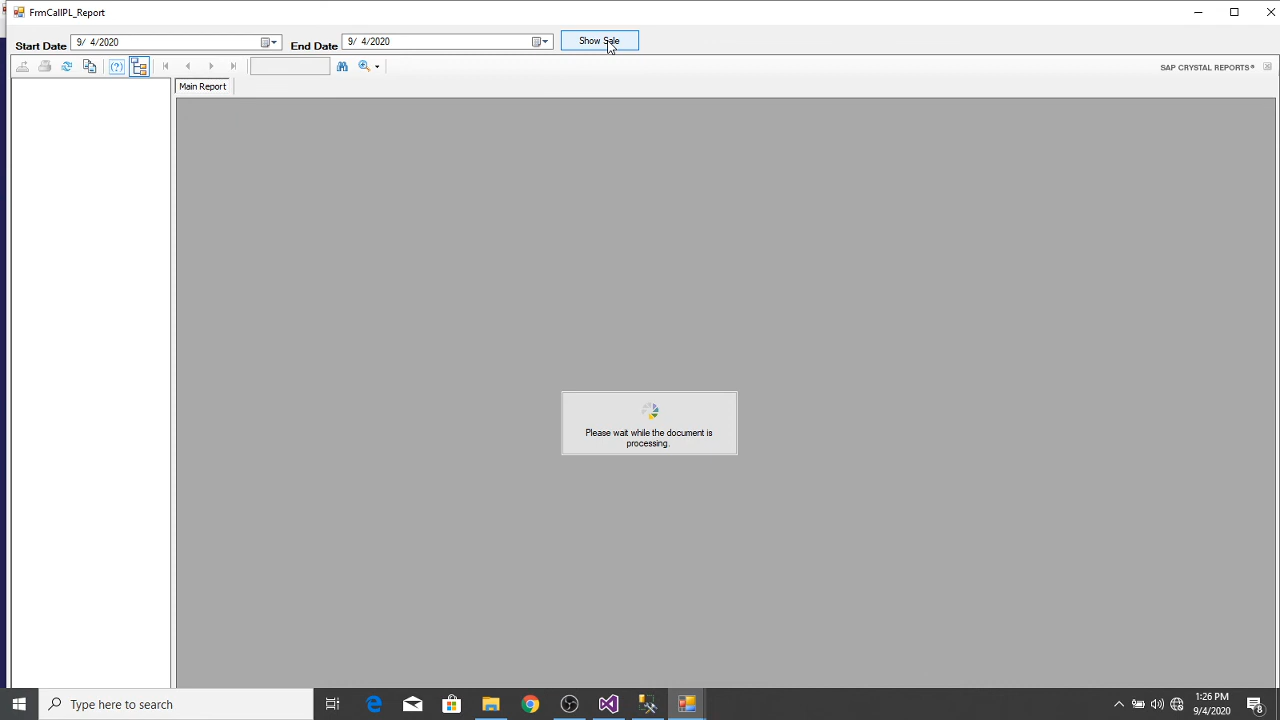 FrmCallPL_Report
Start Date 9/ 4/2020 End Date 9/ 4/2020 Show Sale
SAP CRYSTAL REPORTS®
Main Report
Please wait while the document is
processing.
Type here to search
1:26 PM
9/4/2020
8